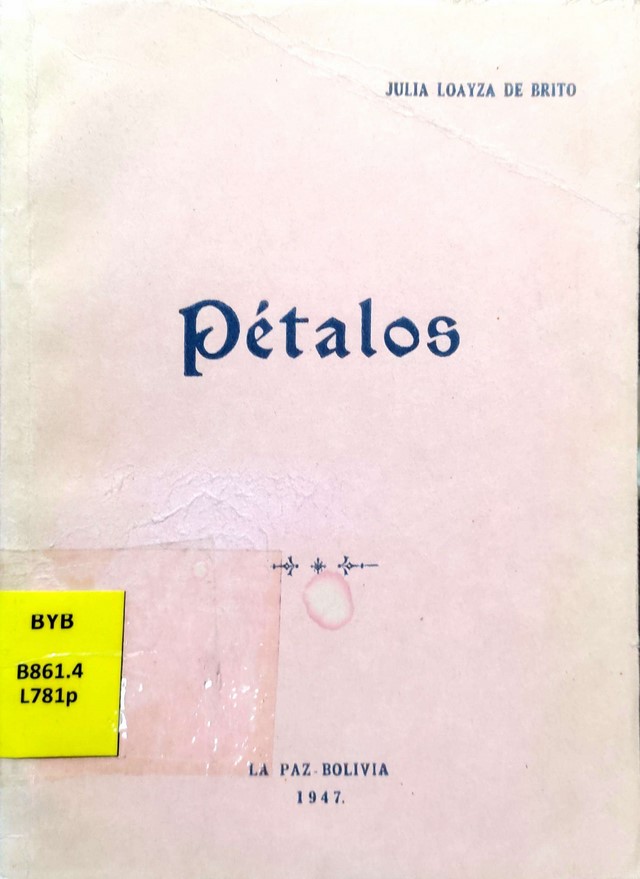 JULIA LOAYZA DE BRITO
Pétalos
BYB
B861.4
L781p
LA PAZ - BOLIVIA
1947.